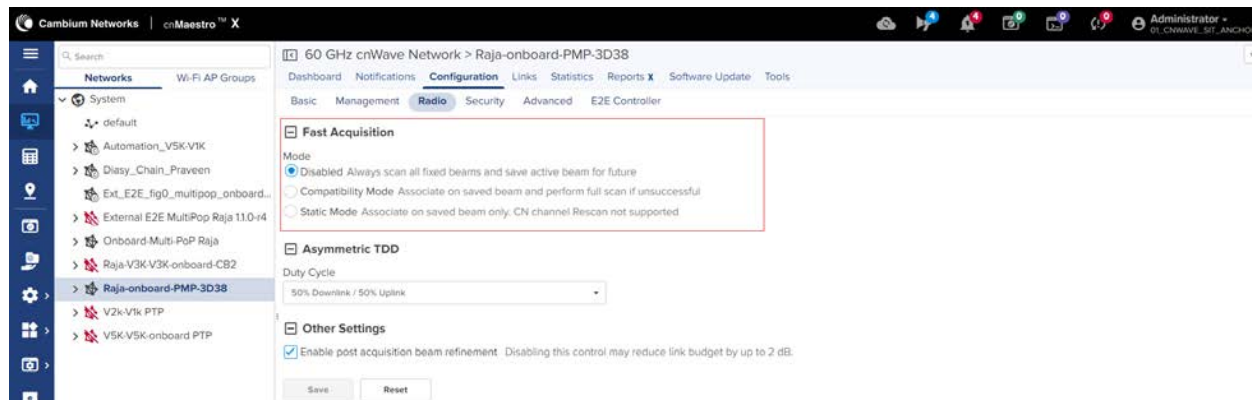 Cambium Networks | cnMaestro™ X
4 4 9 9 9
Administrator
01_CNWAVE_SIT_ANCHO
Search
Networks Wi-Fi AP Groups
System
default
Automation_V5K-V1K
Diasy_Chain_Praveen
Ext_E2E_fig0_multipop_onboard...
External E2E MultiPop Raja 1.1.0-r4
Onboard-Multi-PoP Raja
Raja-V3K-V3K-onboard-CB2
Raja-onboard-PMP-3D38
V2k-V1k PTP
V5K-V5K-onboard PTP
60 GHz cnWave Network > Raja-onboard-PMP-3D38
Dashboard Notifications Configuration Links Statistics Reports X Software Update Tools
Basic Management Radio Security Advanced E2E Controller
Fast Acquisition
Mode
Disabled Always scan all fixed beams and save active beam for future
Compatibility Mode Associate on saved beam and perform full scan if unsuccessful
Static Mode Associate on saved beam only. CN channel Rescan not supported
Asymmetric TDD
Duty Cycle
50% Downlink / 50% Uplink
Other Settings
Enable post acquisition beam refinement Disabling this control may reduce link budget by up to 2 dB.
Save Reset